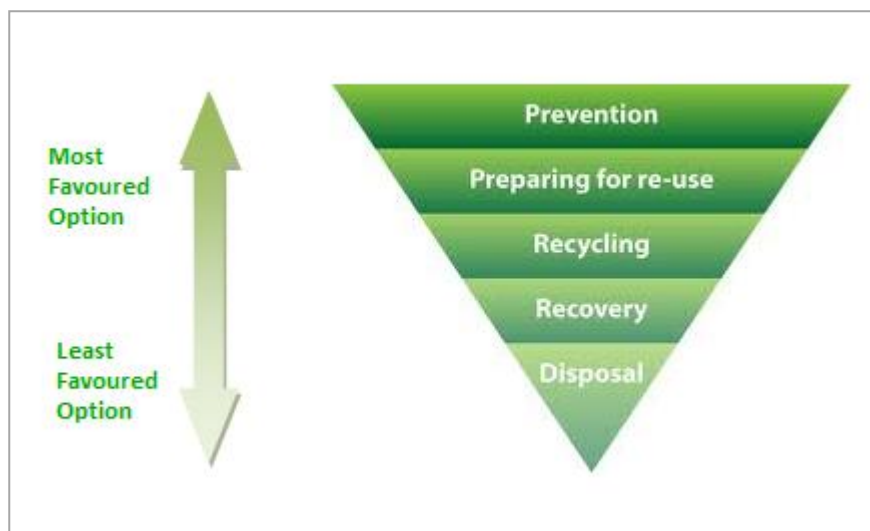 Most
Favoured
Option
Least
Favoured
Option
Prevention
Preparing for re-use
Recycling
Recovery
Disposal